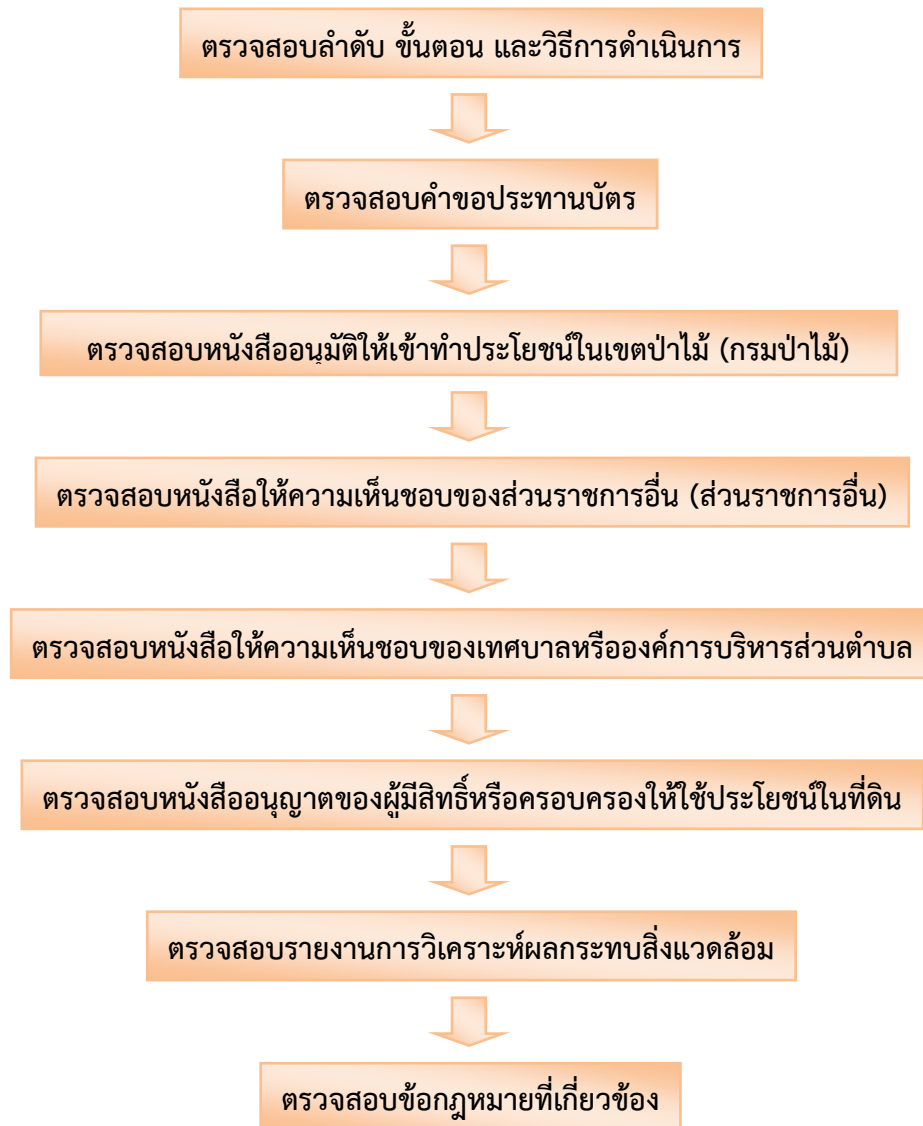 ตรวจสอบลำดับ ขั้นตอน และวิธีการดำเนินการ
ตรวจสอบคำขอประทานบัตร
ตรวจสอบหนังสืออนุมัติให้เข้าทำประโยชน์ในเขตป่าไม้ (กรมป่าไม้)
ตรวจสอบหนังสือให้ความเห็นชอบของส่วนราชการอื่น (ส่วนราชการอื่น)
ตรวจสอบหนังสือให้ความเห็นชอบของเทศบาลหรือองค์การบริหารส่วนตำบล
ตรวจสอบหนังสืออนุญาตของผู้มีสิทธิ์หรือครอบครองให้ใช้ประโยชน์ในที่ดิน
ตรวจสอบรายงานการวิเคราะห์ผลกระทบสิ่งแวดล้อม
ตรวจสอบข้อกฎหมายที่เกี่ยวข้อง